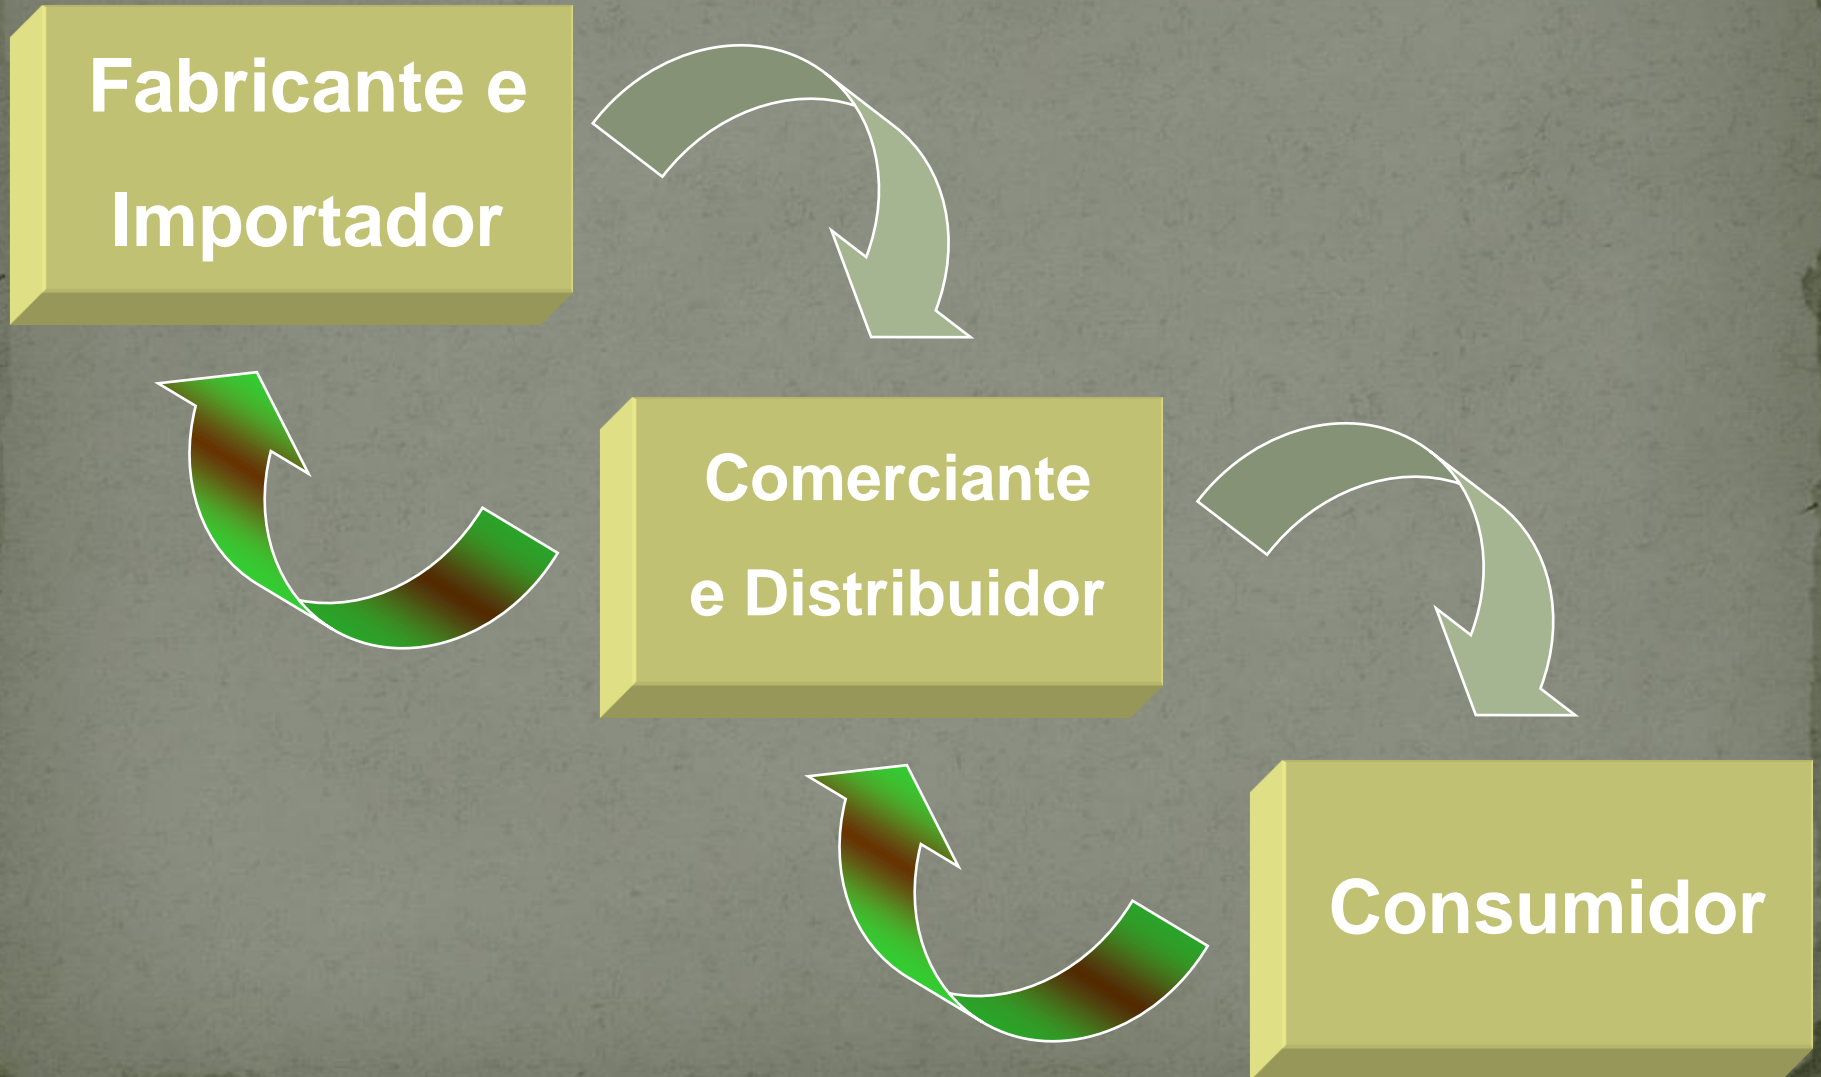 Fabricante e
Importador
Comerciante
e Distribuidor
Consumidor